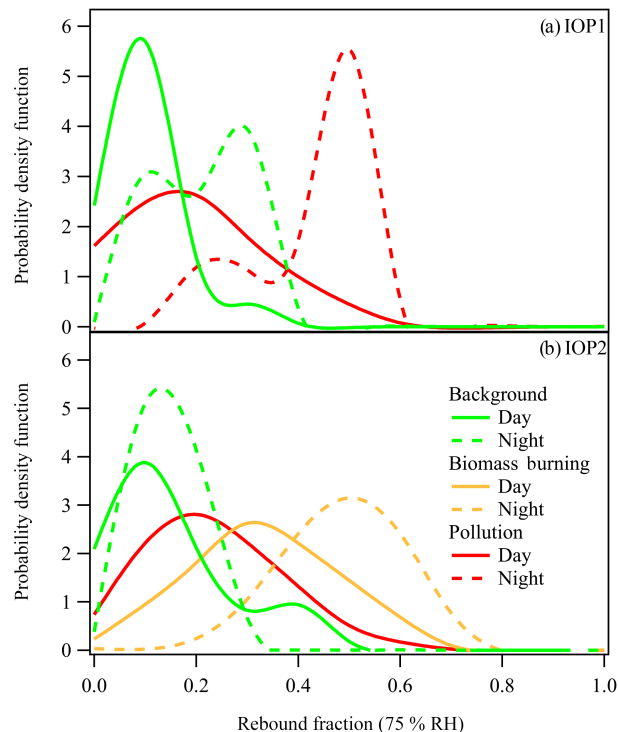 (a) IOP1
Probability density function
6
5
4
3
2
1
0
(b) IOP2
Probability density function
6
5
4
3
2
1
0
Background
Day
Night
Biomass burning
Day
Night
Pollution
Day
Night
0.0 0.2 0.4 0.6 0.8 1.0
Rebound fraction (75 % RH)